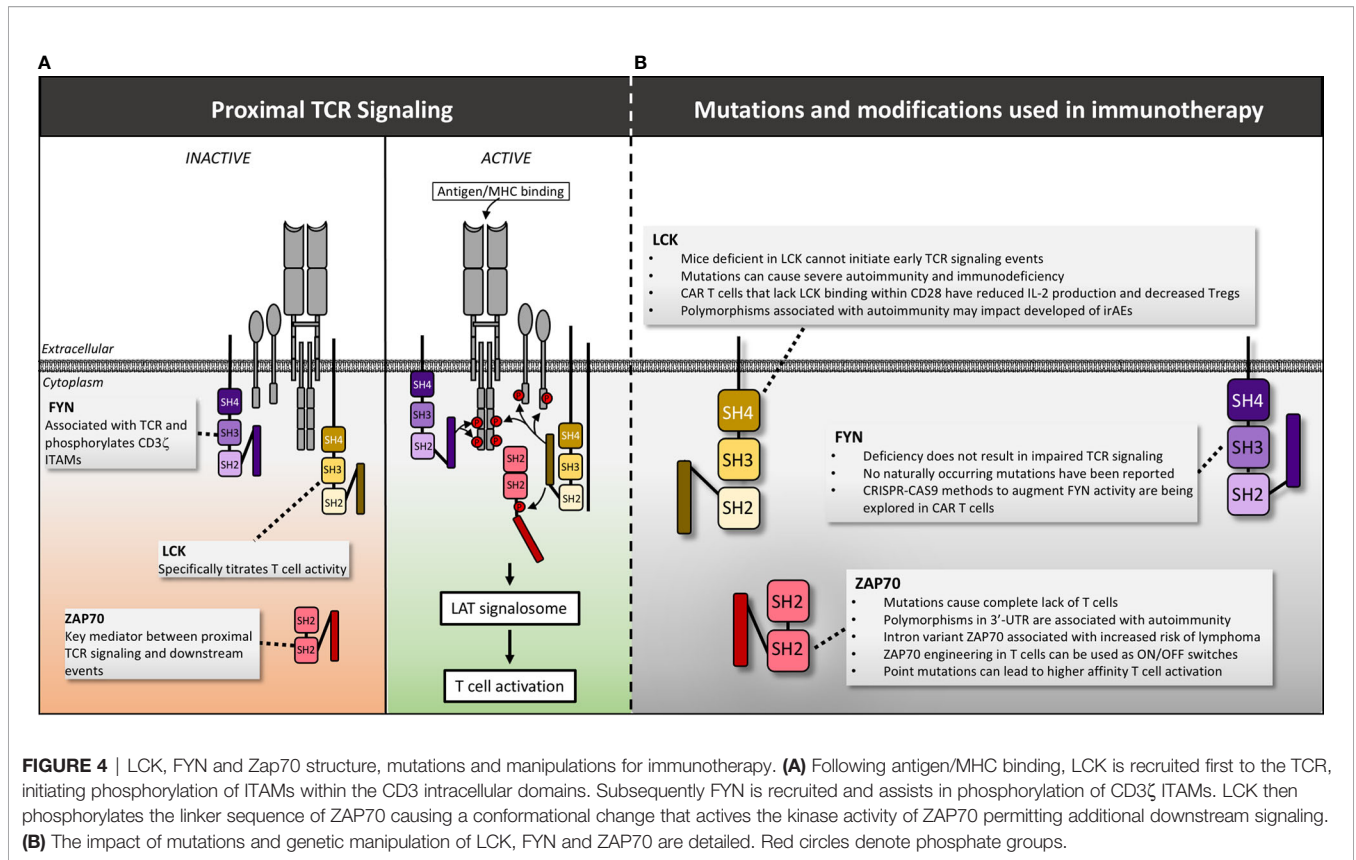 A
B
Proximal TCR Signaling
Mutations and modifications used in immunotherapy
INACTIVE
ACTIVE
Antigen/MHC binding
Extracellular
Cytoplasm
FYN
Associated with TCR and
phosphorylates CD3ζ
ITAMs
SH4
SH3
SH2
SH4
SH3
SH2
LCK
Specifically titrates T cell activity
ZAP70
Key mediator between proximal
TCR signaling and downstream
events
SH2
SH2
SH4
SH3
SH2
P
P
P
P
P
P
SH2
SH2
P
SH4
SH3
SH2
LAT signalosome
T cell activation
LCK
• Mice deficient in LCK cannot initiate early TCR signaling events
• Mutations can cause severe autoimmunity and immunodeficiency
• CAR T cells that lack LCK binding within CD28 have reduced IL-2 production and decreased Tregs
• Polymorphisms associated with autoimmunity may impact developed of irAEs
SH4
SH3
SH2
FYN
• Deficiency does not result in impaired TCR signaling
• No naturally occurring mutations have been reported
• CRISPR-CAS9 methods to augment FYN activity are being
explored in CAR T cells
SH4
SH3
SH2
SH2
SH2
ZAP70
• Mutations cause complete lack of T cells
• Polymorphisms in 3’-UTR are associated with autoimmunity
• Intron variant ZAP70 associated with increased risk of lymphoma
• ZAP70 engineering in T cells can be used as ON/OFF switches
• Point mutations can lead to higher affinity T cell activation
FIGURE 4 | LCK, FYN and Zap70 structure, mutations and manipulations for immunotherapy. (A) Following antigen/MHC binding, LCK is recruited first to the TCR,
initiating phosphorylation of ITAMs within the CD3 intracellular domains. Subsequently FYN is recruited and assists in phosphorylation of CD3ζ ITAMs. LCK then
phosphorylates the linker sequence of ZAP70 causing a conformational change that actives the kinase activity of ZAP70 permitting additional downstream signaling.
(B) The impact of mutations and genetic manipulation of LCK, FYN and ZAP70 are detailed. Red circles denote phosphate groups.